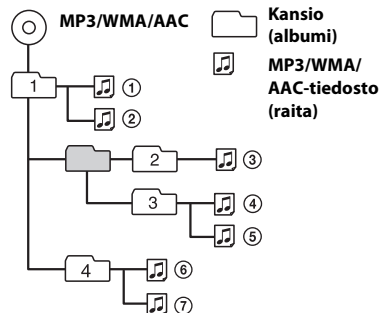 MP3/WMA/AAC
Kansio
(albumi)
MP3/WMA/
AAC-tiedosto
(raita)
1
①
②
2
③
3
④
⑤
4
⑥
⑦